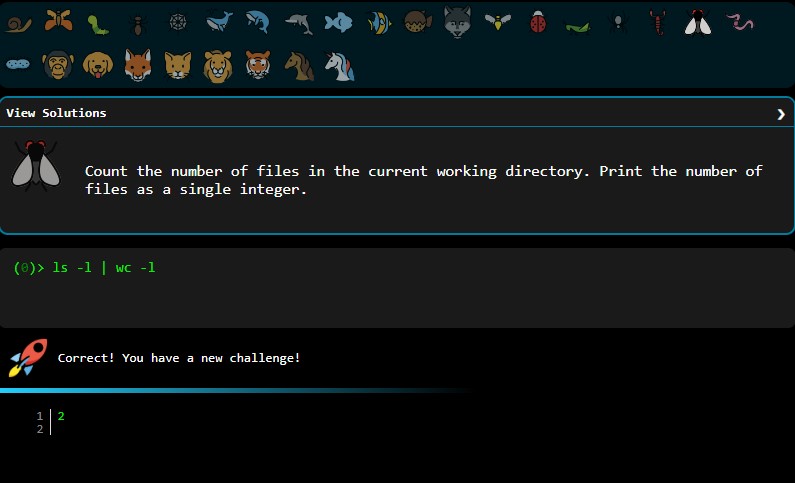 View Solutions
Count the number of files in the current working directory. Print the number of
files as a single integer.
(0)> ls -l | wc -l
Correct! You have a new challenge!
1 2
2